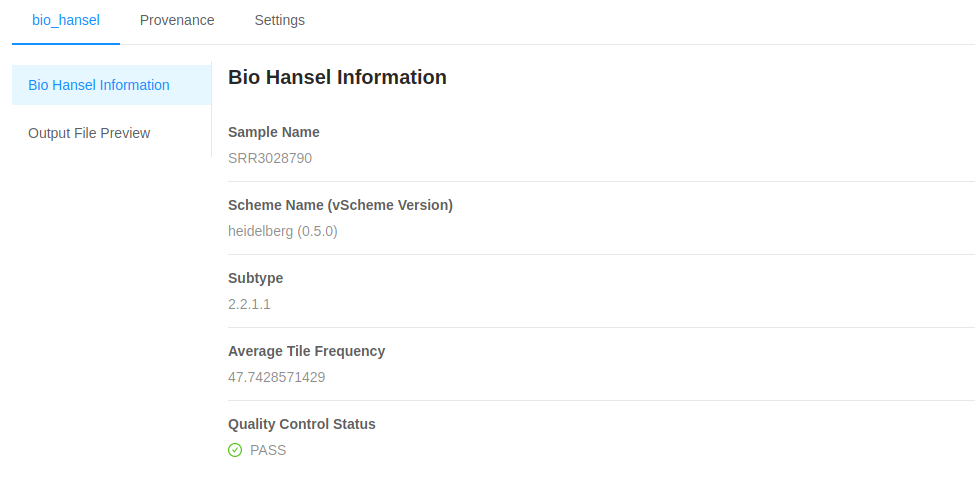 bio_hansel Provenance Settings
Bio Hansel Information
Output File Preview
Bio Hansel Information
Sample Name
SRR3028790
Scheme Name (vScheme Version)
heidelberg (0.5.0)
Subtype
2.2.1.1
Average Tile Frequency
47.7428571429
Quality Control Status
PASS